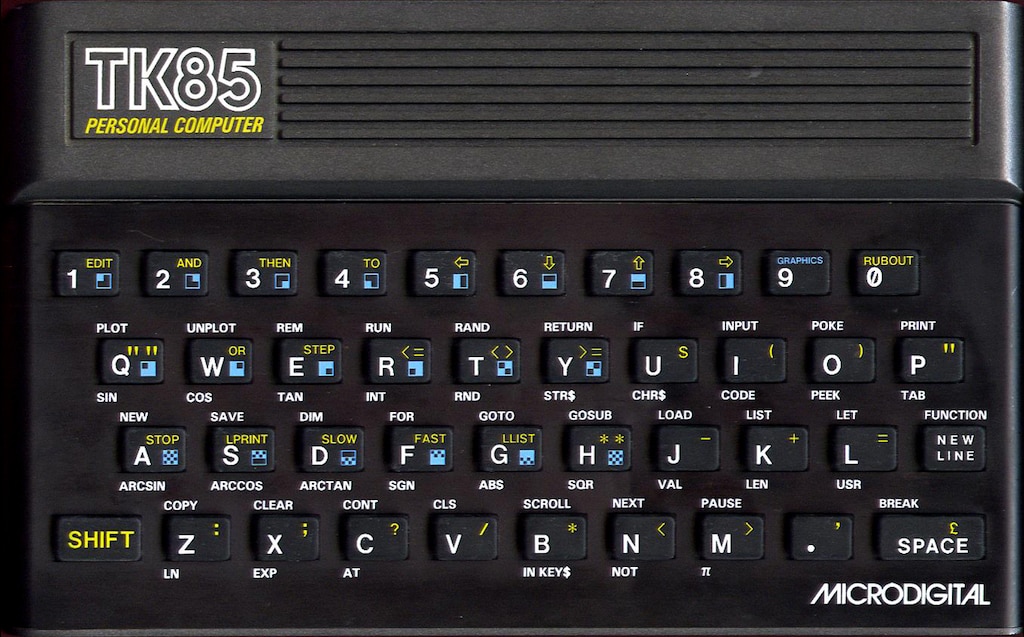 TK85
PERSONAL COMPUTER
EDIT AND THEN TO ⇦ ⇩ ⇧ ⇨ GRAPHICS RUBOUT
1 2 3 4 5 6 7 8 9 0
PLOT UNPLOT REM RUN RAND RETURN IF INPUT POKE PRINT
" " OR STEP <= <> >= $ ( ) "
Q W E R T Y U I O P
SIN COS TAN INT RND STR$ CHR$ CODE PEEK TAB
NEW SAVE DIM FOR GOTO GOSUB LOAD LIST LET FUNCTION
STOP LPRINT SLOW FAST LLIST ** − + = NEW
A S D F G H J K L LINE
ARCSIN ARCCOS ARCTAN SGN ABS SQR VAL LEN USR
COPY CLEAR CONT CLS SCROLL NEXT PAUSE BREAK
: ; ? / * < > , £
SHIFT Z X C V B N M . SPACE
LN EXP AT IN KEY$ NOT π
MICRODIGITAL